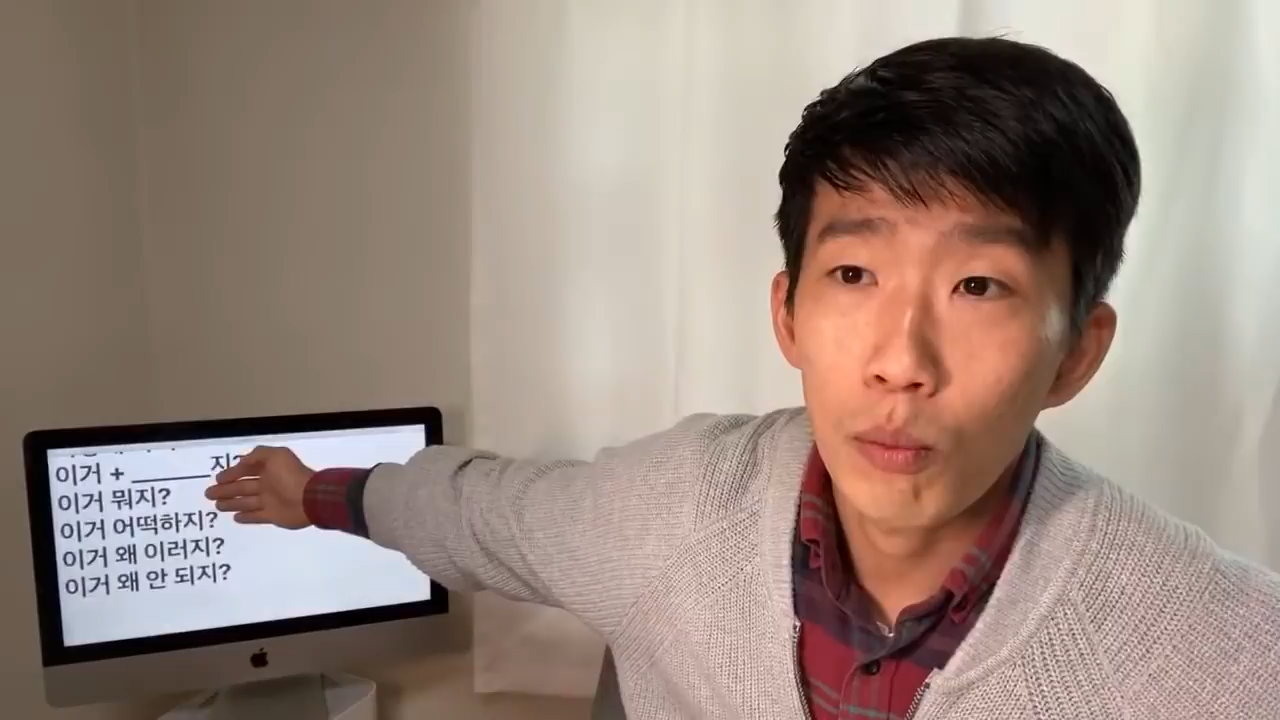 이거 + ______지?
이거 뭐지?
이거 어떡하지?
이거 왜 이러지?
이거 왜 안 되지?